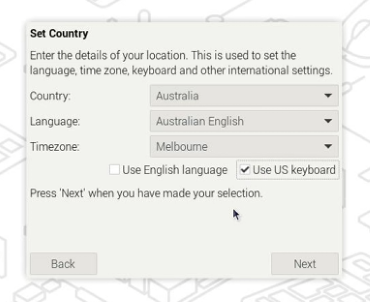 Set Country
Enter the details of your location. This is used to set the
language, time zone, keyboard and other international settings.
Country: Australia
Language: Australian English
Timezone: Melbourne
Use English language Use US keyboard
Press 'Next' when you have made your selection.
Back Next